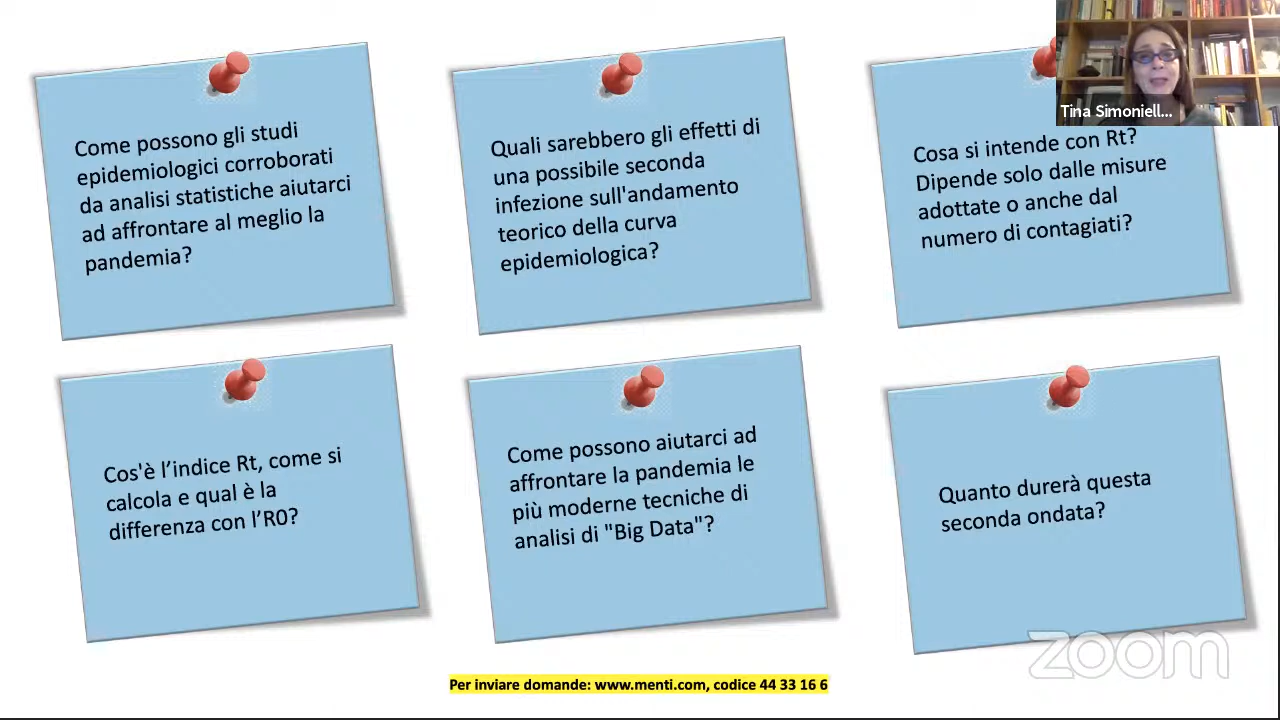 Come possono gli studi
epidemiologici corroborati
da analisi statistiche aiutarci
ad affrontare al meglio la
pandemia?
Quali sarebbero gli effetti di
una possibile seconda
infezione sull'andamento
teorico della curva
epidemiologica?
Tina Simoniell...
Cosa si intende con Rt?
Dipende solo dalle misure
adottate o anche dal
numero di contagiati?
Cos'è l’indice Rt, come si
calcola e qual è la
differenza con l’R0?
Come possono aiutarci ad
affrontare la pandemia le
più moderne tecniche di
analisi di "Big Data"?
Quanto durerà questa
seconda ondata?
zoom
Per inviare domande: www.menti.com, codice 44 33 16 6